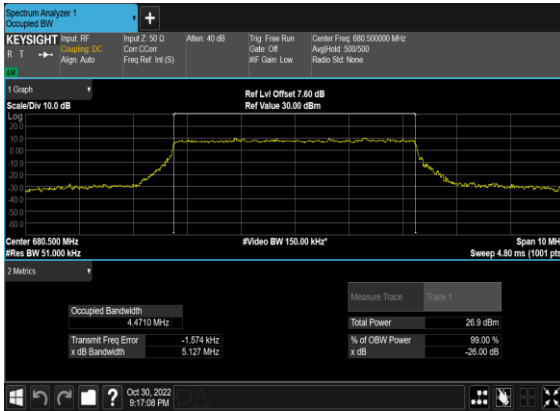 Spectrum Analyzer 1
Occupied BW
+
KEYSIGHT Input: RF Input Z: 50 Ω Atten: 40 dB Trig: Free Run Center Freq: 680.500000 MHz
R T Coupling: DC Corr CCorr Gate: Off Avg|Hold: 500/500
Align: Auto Freq Ref: Int (S) #IF Gain: Low Radio Std: None
LXI
1 Graph
Ref Lvl Offset 7.60 dB
Scale/Div 10.0 dB Ref Value 30.00 dBm
Log
20.0
10.0
0.00
-10.0
-20.0
-30.0
-40.0
-50.0
-60.0
Center 680.500 MHz #Video BW 150.00 kHz* Span 10 MH
#Res BW 51.000 kHz Sweep 4.80 ms (1001 pts
2 Metrics
Measure Trace Trace 1
Occupied Bandwidth
4.4710 MHz Total Power 26.9 dBm
Transmit Freq Error -1.574 kHz % of OBW Power 99.00 %
x dB Bandwidth 5.127 MHz x dB -26.00 dB
? Oct 30, 2022
9:17:08 PM